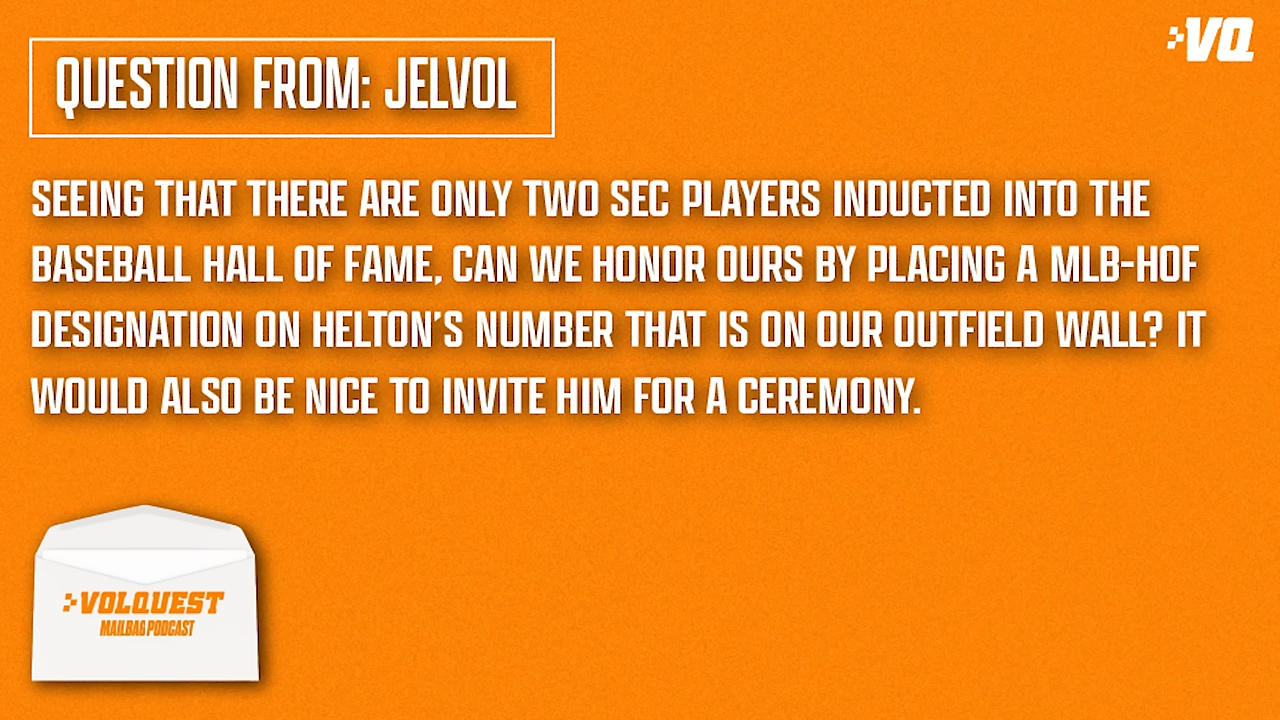 VQ
QUESTION FROM: JELVOL
SEEING THAT THERE ARE ONLY TWO SEC PLAYERS INDUCTED INTO THE
BASEBALL HALL OF FAME, CAN WE HONOR OURS BY PLACING A MLB-HOF
DESIGNATION ON HELTON'S NUMBER THAT IS ON OUR OUTFIELD WALL? IT
WOULD ALSO BE NICE TO INVITE HIM FOR A CEREMONY.
VOLQUEST
MAILBAG PODCAST